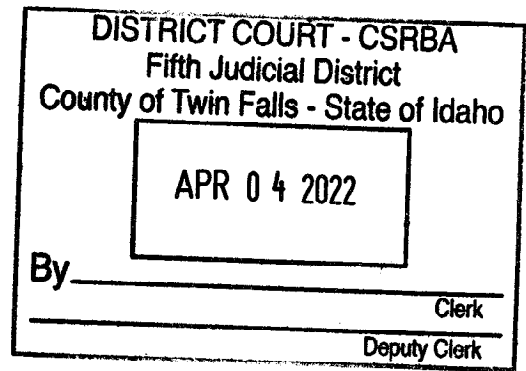 DISTRICT COURT - CSRBA
Fifth Judicial District
County of Twin Falls - State of Idaho
APR 04 2022
By
Clerk
Deputy Clerk